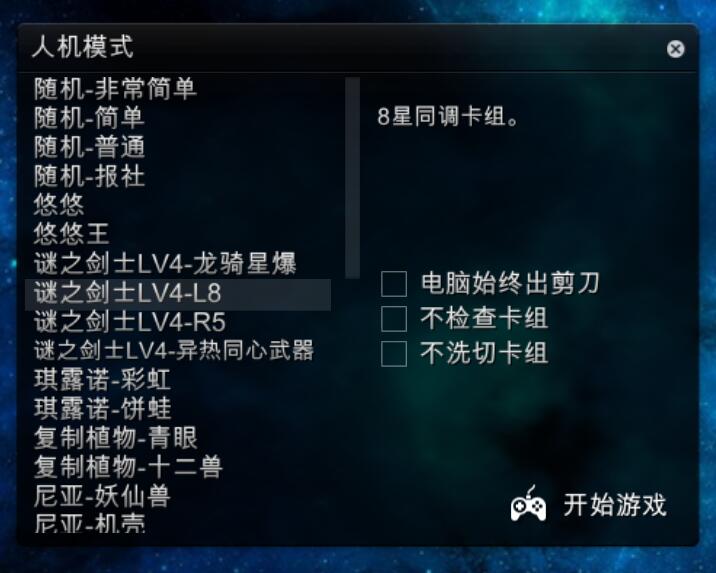 人机模式
随机-非常简单
随机-简单
随机-普通
随机-报社
悠悠
悠悠王
谜之剑士LV4-龙骑星爆
谜之剑士LV4-L8
谜之剑士LV4-R5
谜之剑士LV4-异热同心武器
琪露诺-彩虹
琪露诺-饼蛙
复制植物-青眼
复制植物-十二兽
尼亚-妖仙兽
尼亚-机壳
8星同调卡组。
电脑始终出剪刀
不检查卡组
不洗切卡组
开始游戏